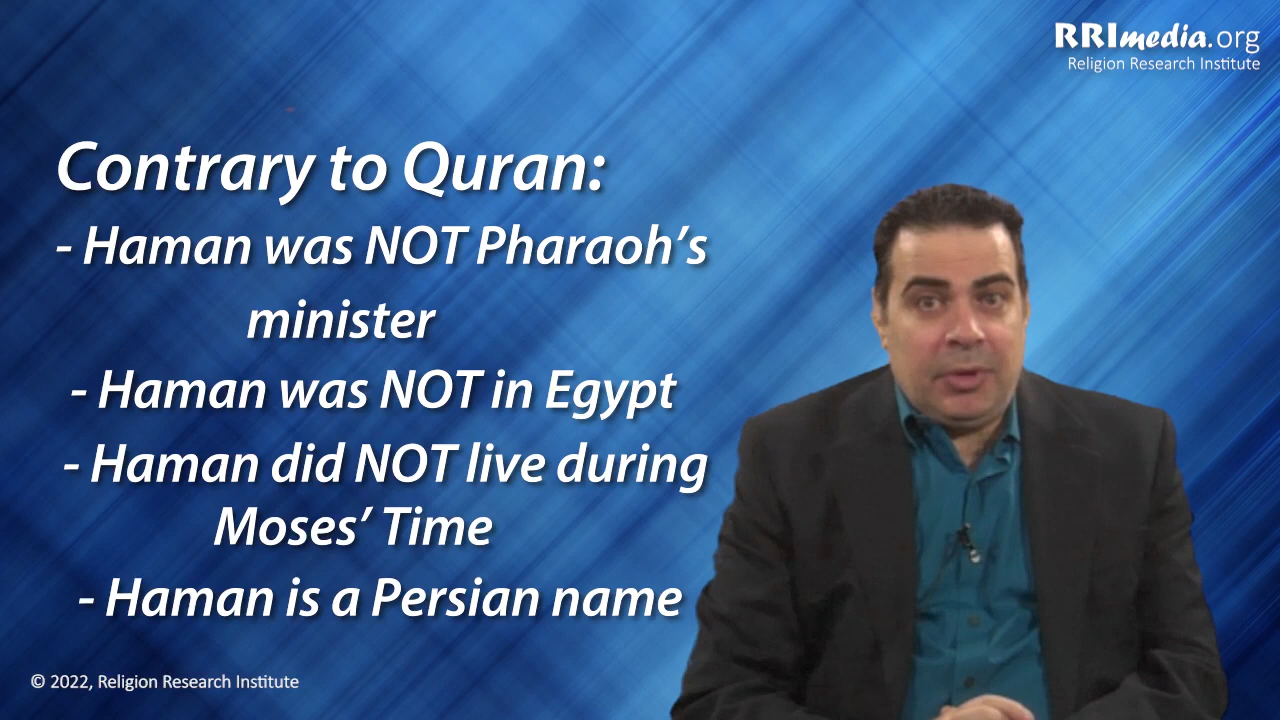 RRImedia.org
Religion Research Institute
Contrary to Quran:
- Haman was NOT Pharaoh’s
minister
- Haman was NOT in Egypt
- Haman did NOT live during
Moses’ Time
- Haman is a Persian name
© 2022, Religion Research Institute